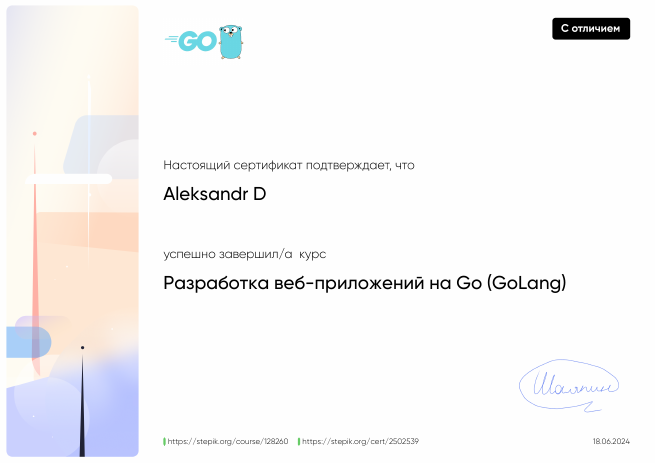 GO
С отличием
Настоящий сертификат подтверждает, что
Aleksandr D
успешно завершил/а курс
Разработка веб-приложений на Go (GoLang)
Шаляпин
https://stepik.org/course/128260 https://stepik.org/cert/2502539 18.06.2024